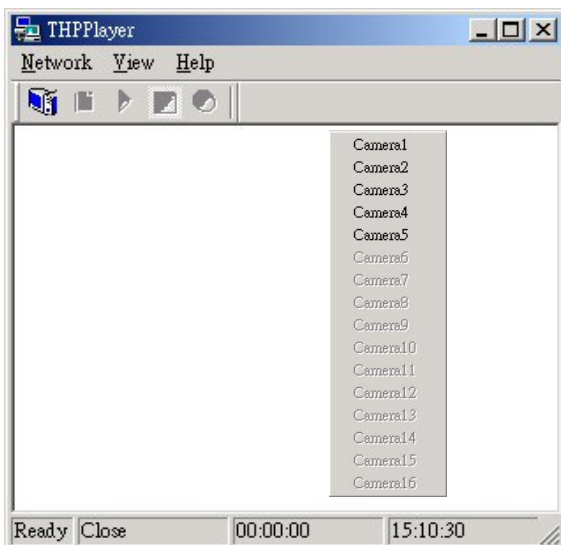 THPPlayer
Network View Help
Camera1
Camera2
Camera3
Camera4
Camera5
Camera6
Camera7
Camera8
Camera9
Camera10
Camera11
Camera12
Camera13
Camera14
Camera15
Camera16
Ready Close 00:00:00 15:10:30